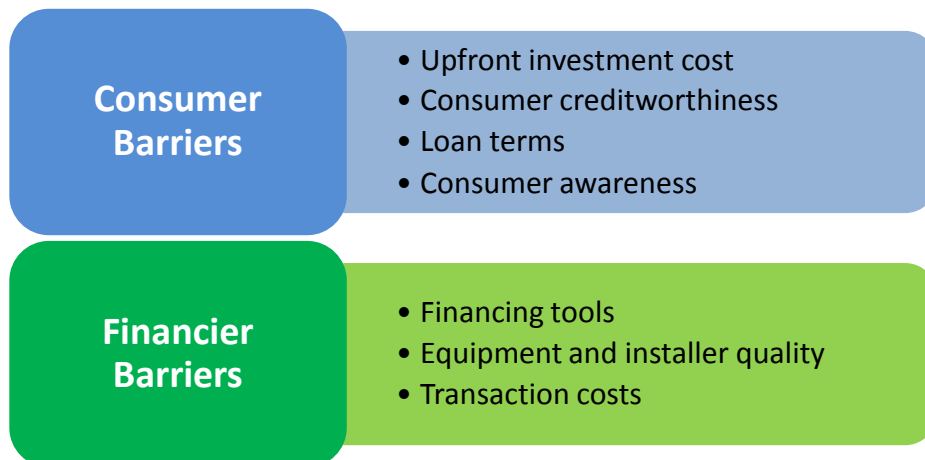 Consumer
Barriers
• Upfront investment cost
• Consumer creditworthiness
• Loan terms
• Consumer awareness
Financier
Barriers
• Financing tools
• Equipment and installer quality
• Transaction costs